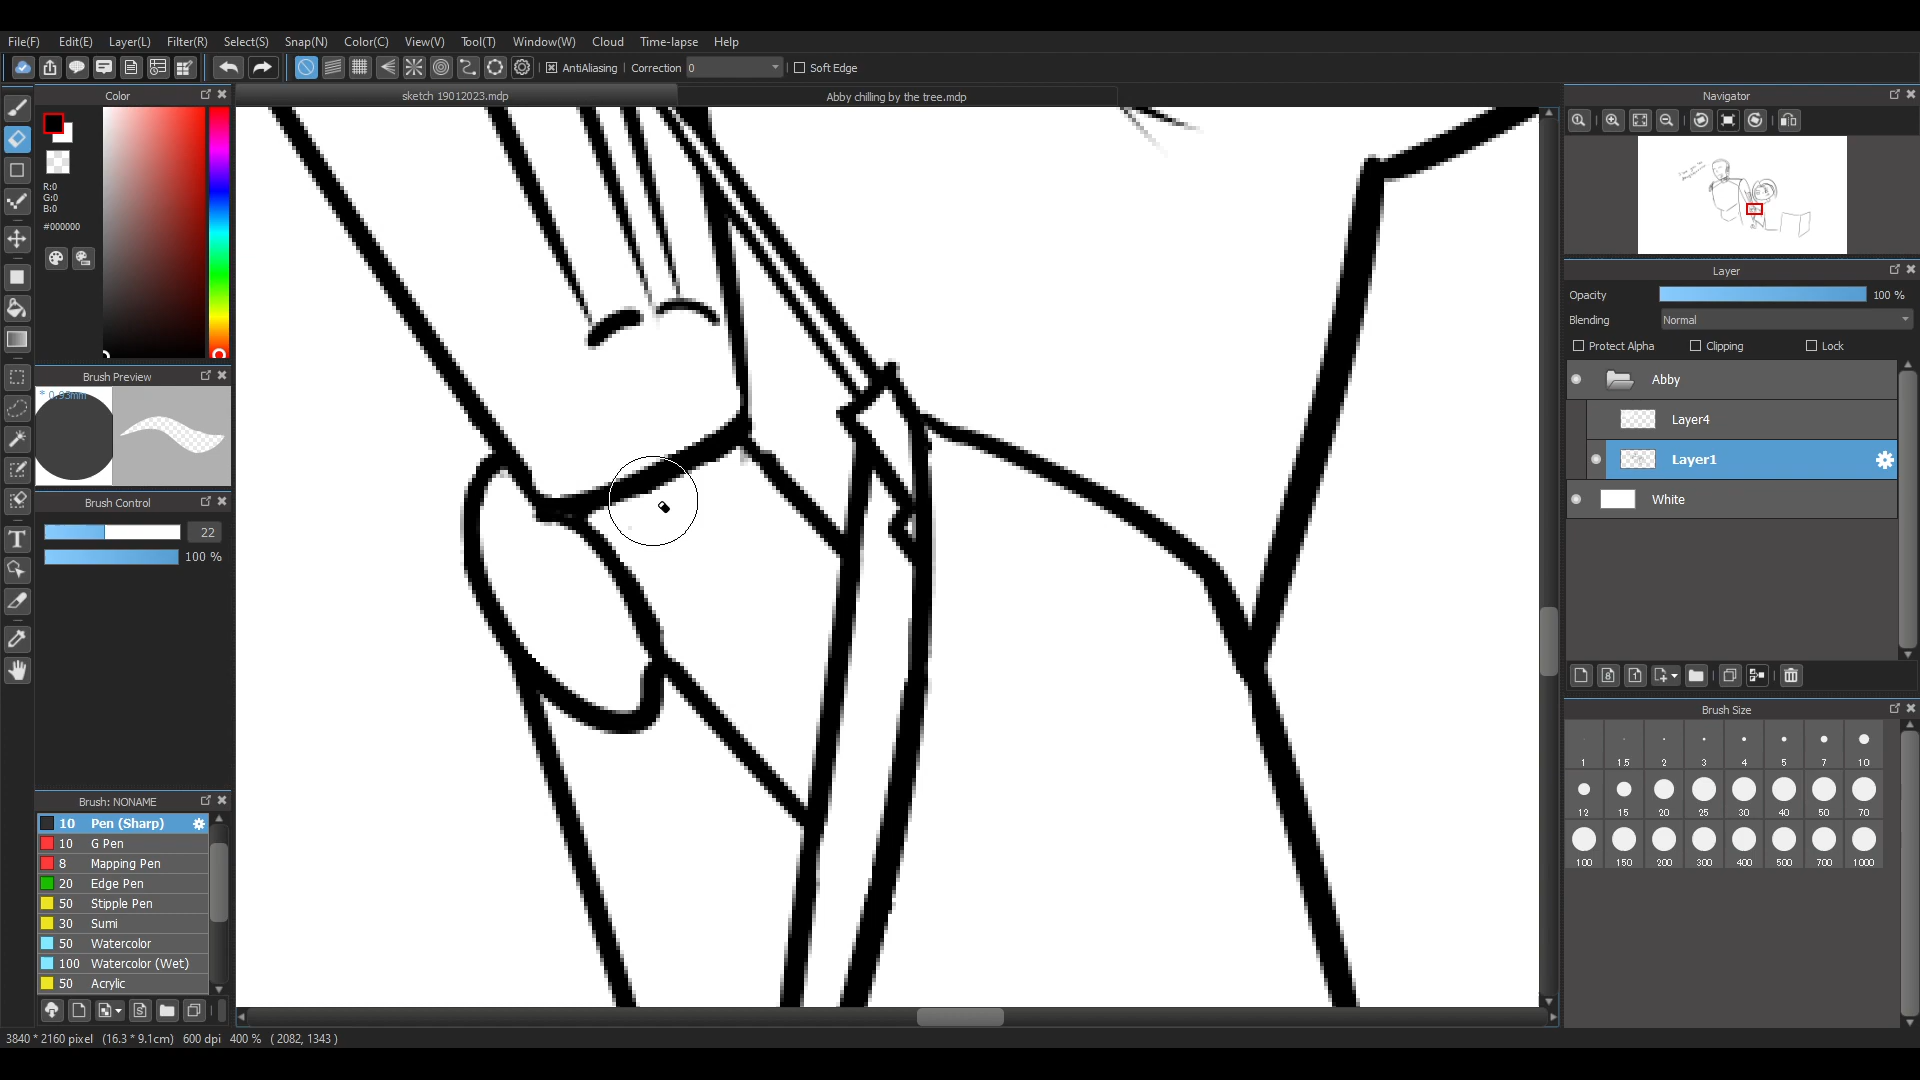 File(F) Edit(E) Layer(L) Filter(R) Select(S) Snap(N) Color(C) View(V) Tool(T) Window(W) Cloud Time-lapse Help
AntiAliasing Correction 0 Soft Edge
Color
sketch 19012023.mdp
Abby chilling by the tree.mdp
Navigator
R:0
G:0
B:0
#000000
Brush Preview
* 0.93mm
Brush Control
22
100 %
Brush: NONAME
10 Pen (Sharp)
10 G Pen
8 Mapping Pen
20 Edge Pen
50 Stipple Pen
30 Sumi
50 Watercolor
100 Watercolor (Wet)
50 Acrylic
Layer
Opacity 100 %
Blending Normal
Protect Alpha Clipping Lock
Abby
Layer4
Layer1
White
Brush Size
1 1.5 2 3 4 5 7 10
12 15 20 25 30 40 50 70
100 150 200 300 400 500 700 1000
3840 * 2160 pixel (16.3 * 9.1cm) 600 dpi 400 % ( 2082, 1343 )